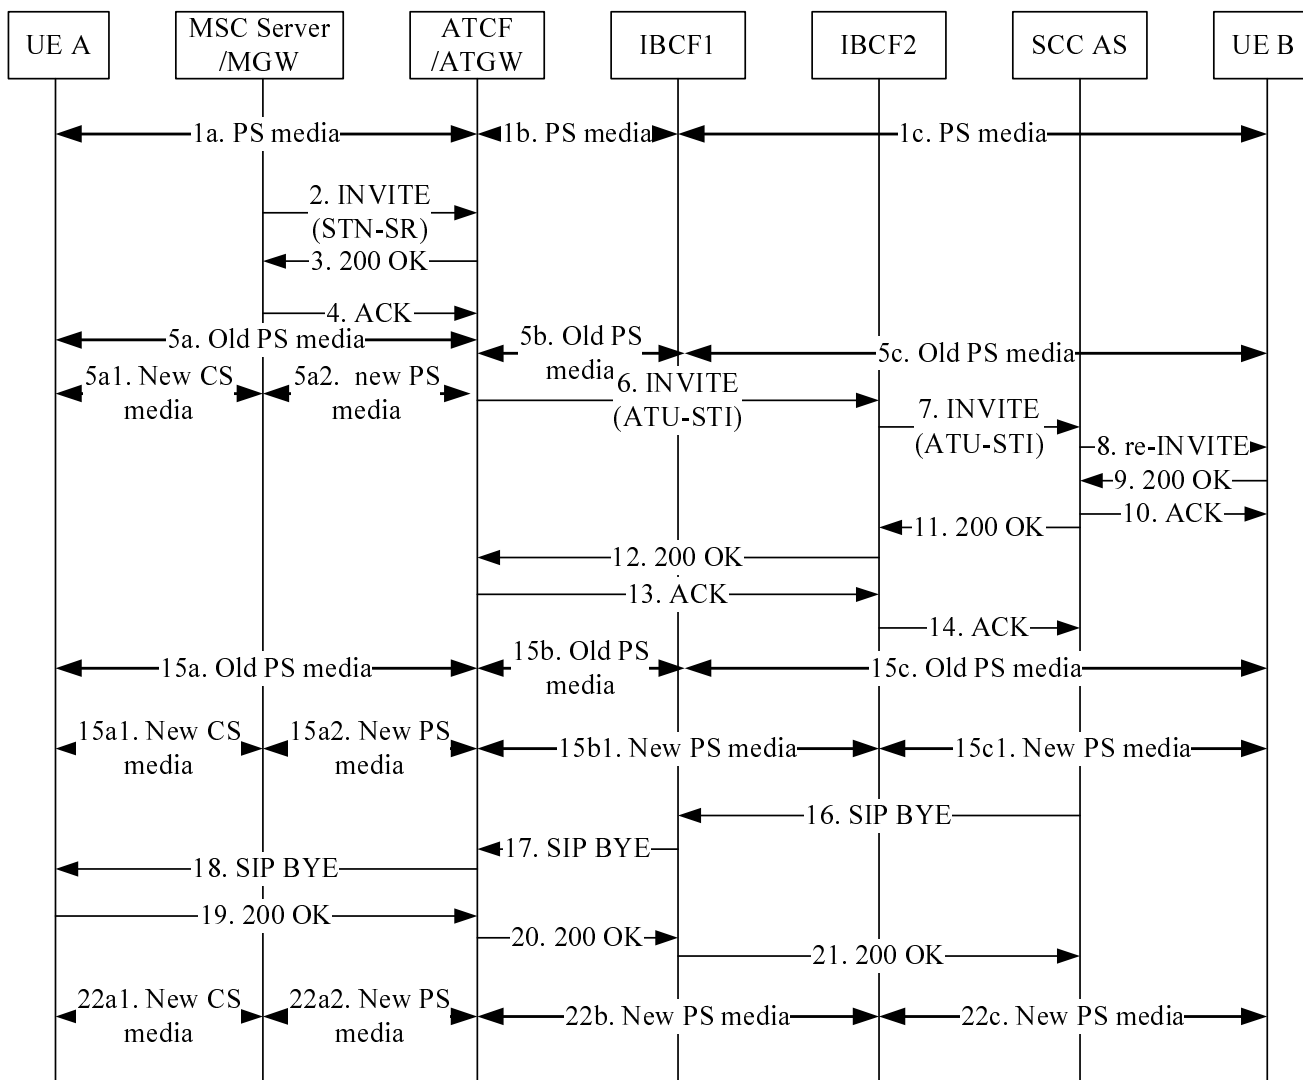 UE A
MSC Server
/MGW
ATCF
/ATGW
IBCF1
IBCF2
SCC AS
UE B
1a. PS media
1b. PS media
1c. PS media
2. INVITE
(STN-SR)
3. 200 OK
4. ACK
5a. Old PS media
5b. Old PS
media
5c. Old PS media
5a1. New CS
media
5a2.  new PS
media
6. INVITE
(ATU-STI)
7. INVITE
(ATU-STI)
8. re-INVITE
9. 200 OK
10. ACK
11. 200 OK
12. 200 OK
13. ACK
14. ACK
15a. Old PS media
15b. Old PS
media
15c. Old PS media
15a1. New CS
media
15a2. New PS
media
15b1. New PS media
15c1. New PS media
16. SIP BYE
17. SIP BYE
18. SIP BYE
19. 200 OK
20. 200 OK
21. 200 OK
22a1. New CS
media
22a2. New PS
media
22b. New PS media
22c. New PS media